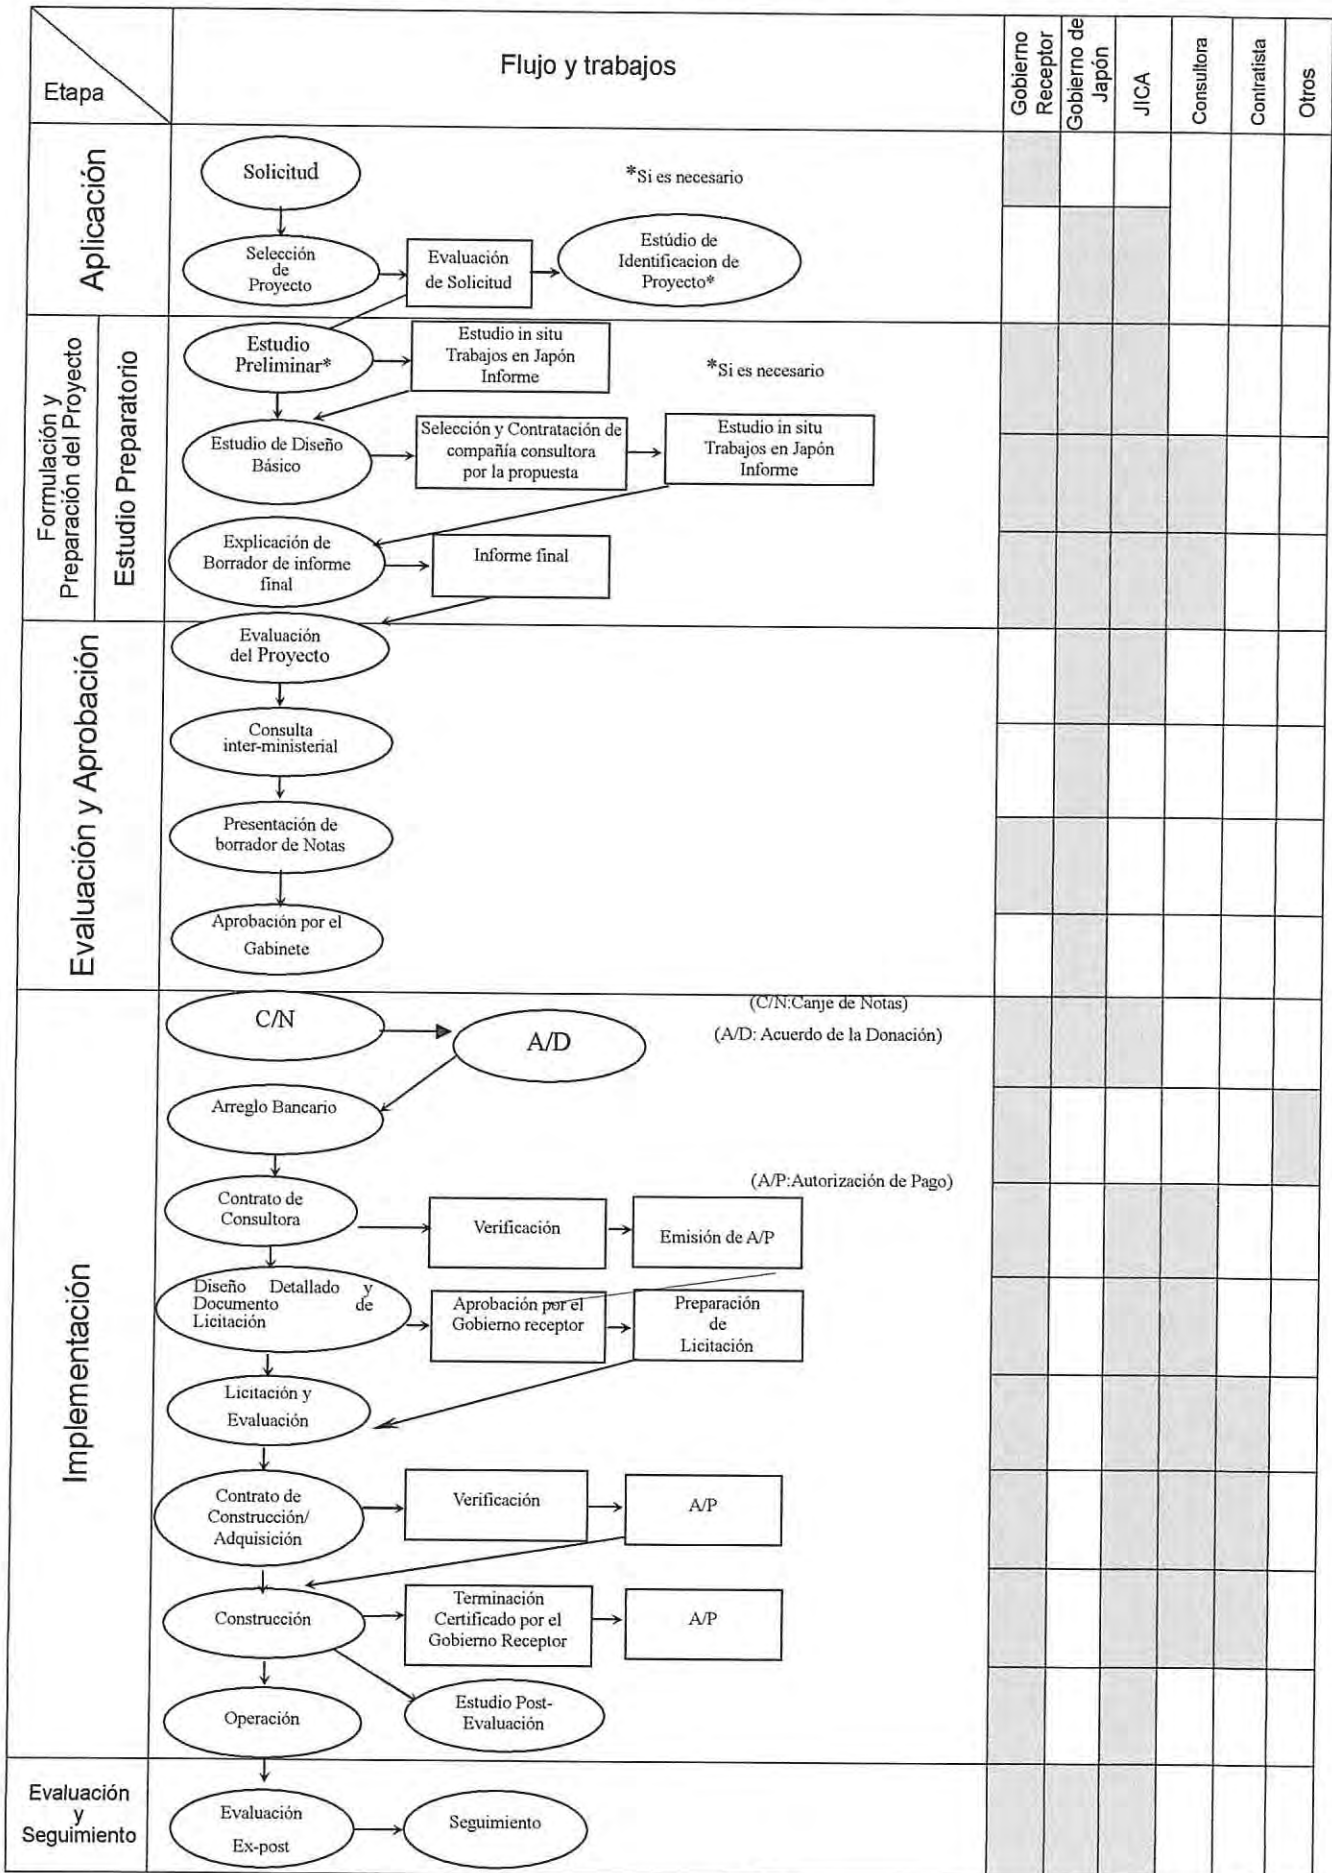 Etapa
Flujo y trabajos
Gobierno
Receptor
Gobierno de
Japón
JICA
Consultora
Contratista
Otros
Aplicación
Solicitud
*Si es necesario
Selección
de
Proyecto
Evaluación
de Solicitud
Estúdio de
Identificacion de
Proyecto*
Formulación y
Preparación del Proyecto
Estudio Preparatorio
Estudio
Preliminar*
Estudio in situ
Trabajos en Japón
Informe
*Si es necesario
Estudio de Diseño
Básico
Selección y Contratación de
compañía consultora
por la propuesta
Estudio in situ
Trabajos en Japón
Informe
Explicación de
Borrador de informe
final
Informe final
Evaluación y Aprobación
Evaluación
del Proyecto
Consulta
inter-ministerial
Presentación de
borrador de Notas
Aprobación por el
Gabinete
Implementación
C/N
A/D
(C/N:Canje de Notas)
(A/D: Acuerdo de la Donación)
Arreglo Bancario
(A/P:Autorización de Pago)
Contrato de
Consultora
Verificación
Emisión de A/P
Diseño Detallado y
Documento de
Licitación
Aprobación por el
Gobierno receptor
Preparación
de
Licitación
Licitación y
Evaluación
Contrato de
Construcción/
Adquisición
Verificación
A/P
Construcción
Terminación
Certificado por el
Gobierno Receptor
A/P
Operación
Estudio Post-
Evaluación
Evaluación
y
Seguimiento
Evaluación
Ex-post
Seguimiento